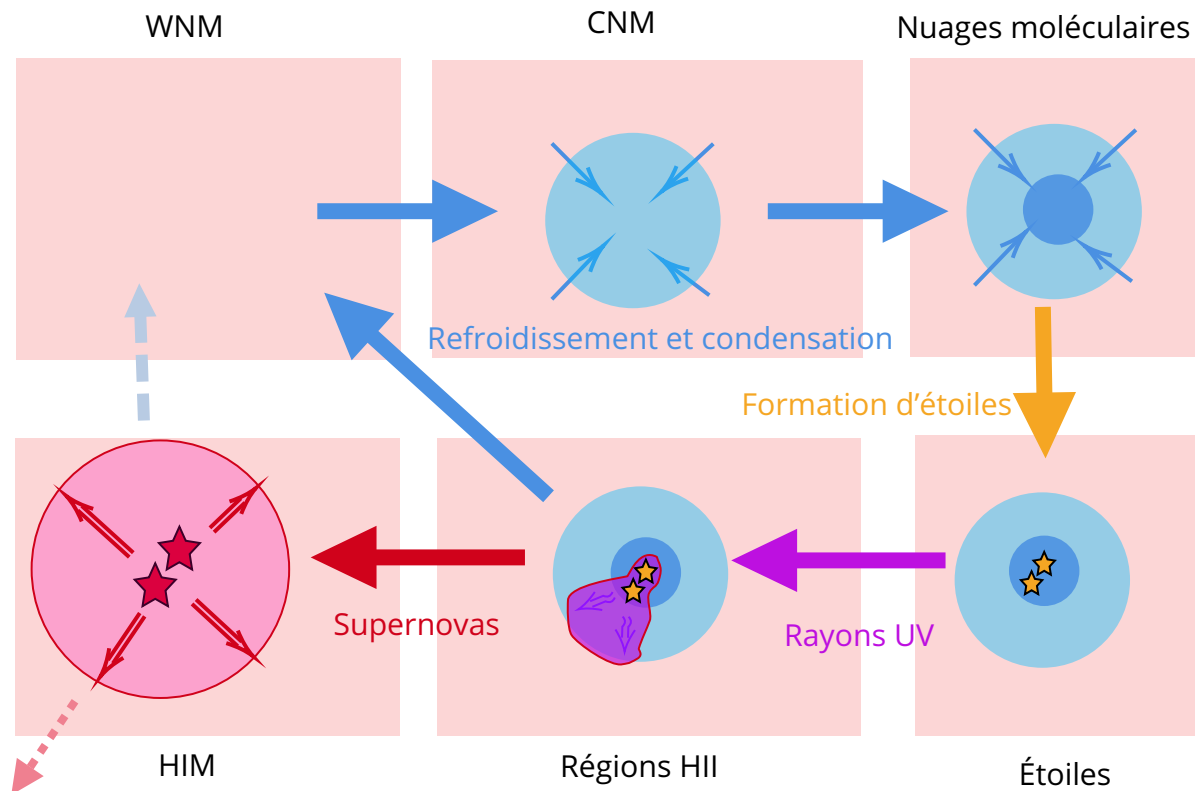 WNM
CNM
Nuages moléculaires
Refroidissement et condensation
Formation d’étoiles
Supernovas
Rayons UV
HIM
Régions HII
Étoiles